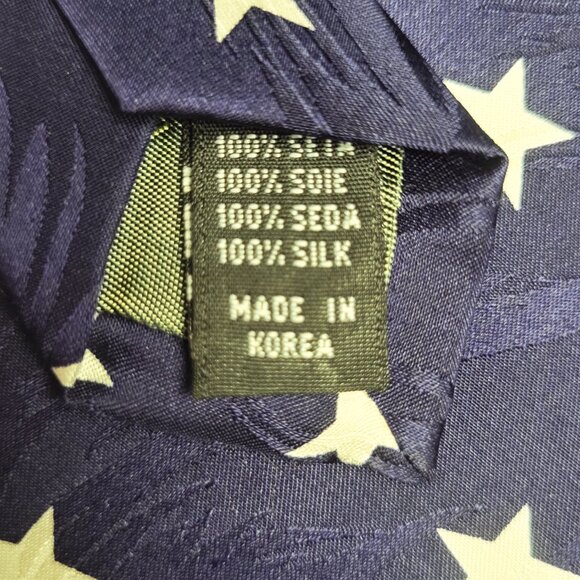 100% SETA
100% SOIE
100% SEDA
100% SILK
MADE IN
KOREA